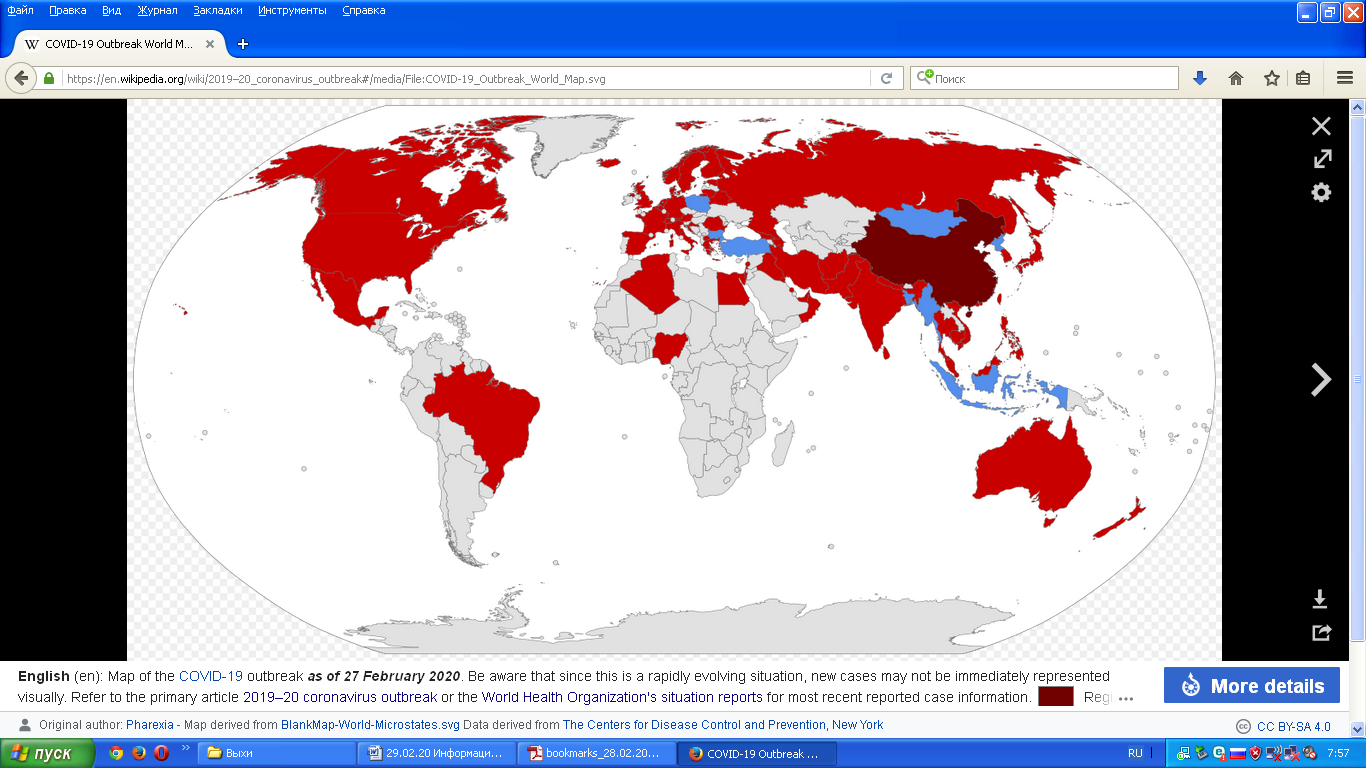 Файл Правка Вид Журнал Закладки Инструменты Справка
W COVID-19 Outbreak World M...
https://en.wikipedia.org/wiki/2019–20_coronavirus_outbreak#/media/File:COVID-19_Outbreak_World_Map.svg
Поиск
English (en): Map of the COVID-19 outbreak as of 27 February 2020. Be aware that since this is a rapidly evolving situation, new cases may not be immediately represented
visually. Refer to the primary article 2019–20 coronavirus outbreak or the World Health Organization's situation reports for most recent reported case information. Regi ...
More details
Original author: Pharexia - Map derived from BlankMap-World-Microstates.svg Data derived from The Centers for Disease Control and Prevention, New York
CC BY-SA 4.0
пуск
Выхи
29.02.20 Информаци...
bookmarks_28.02.20...
COVID-19 Outbreak ...
RU
7:57